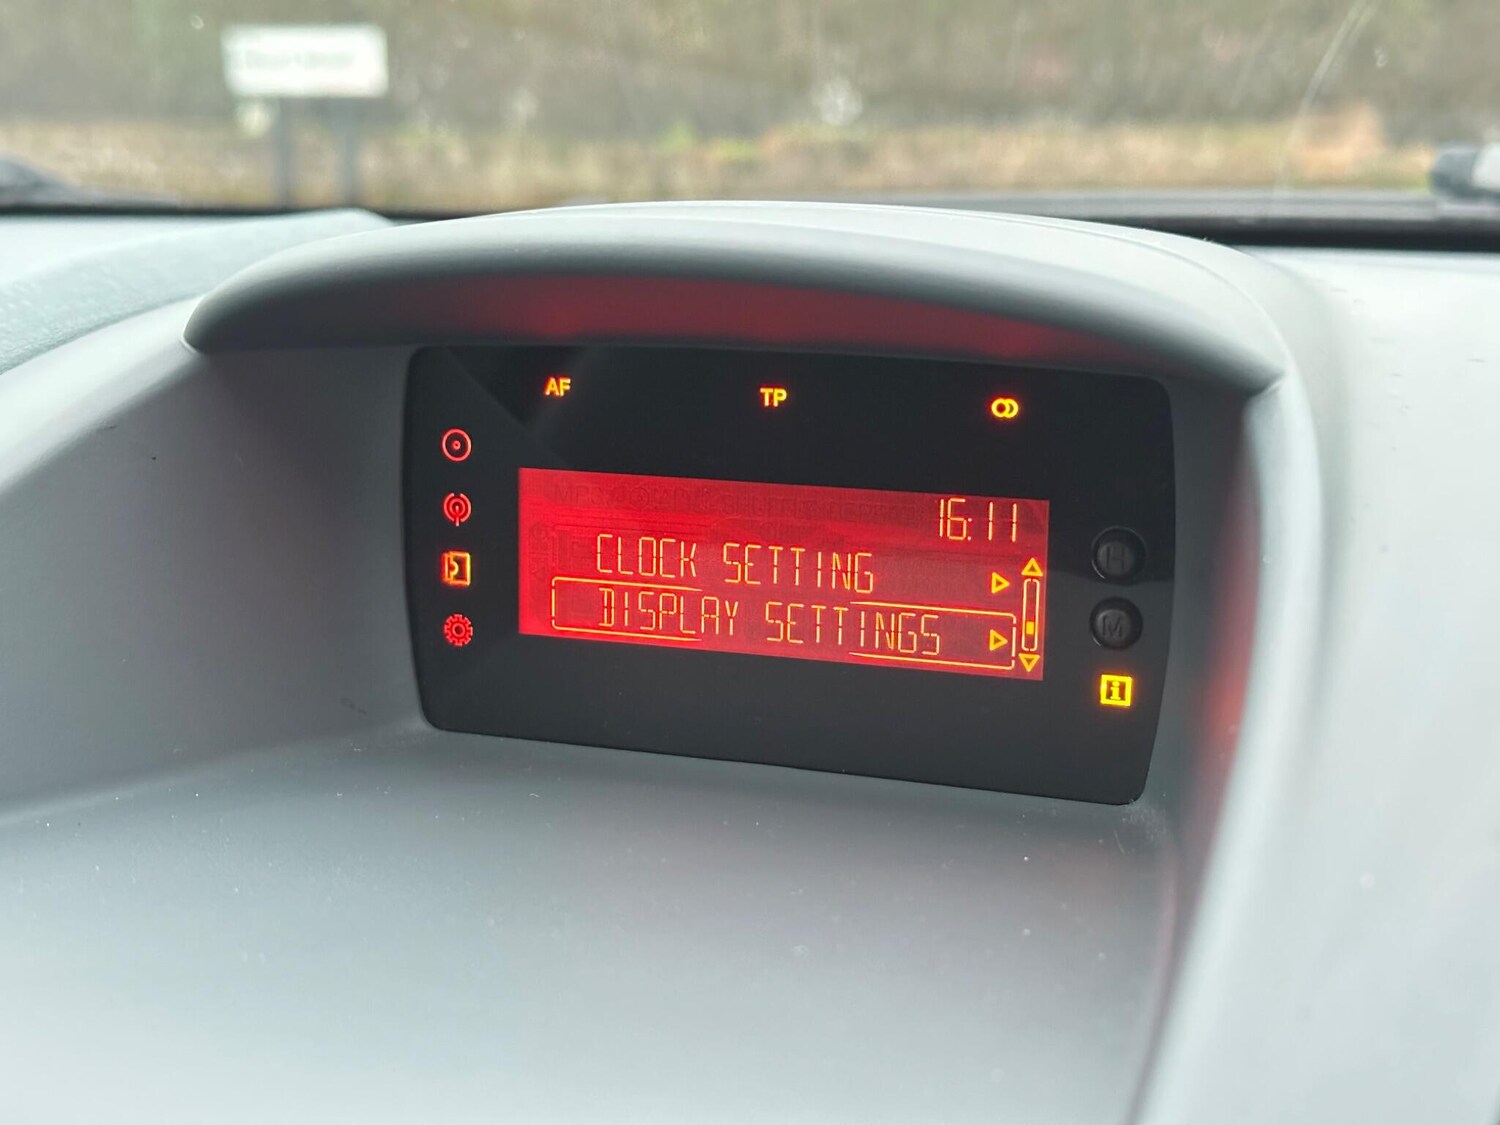 AF TP
16:11
CLOCK SETTING
DISPLAY SETTINGS
H
M
i